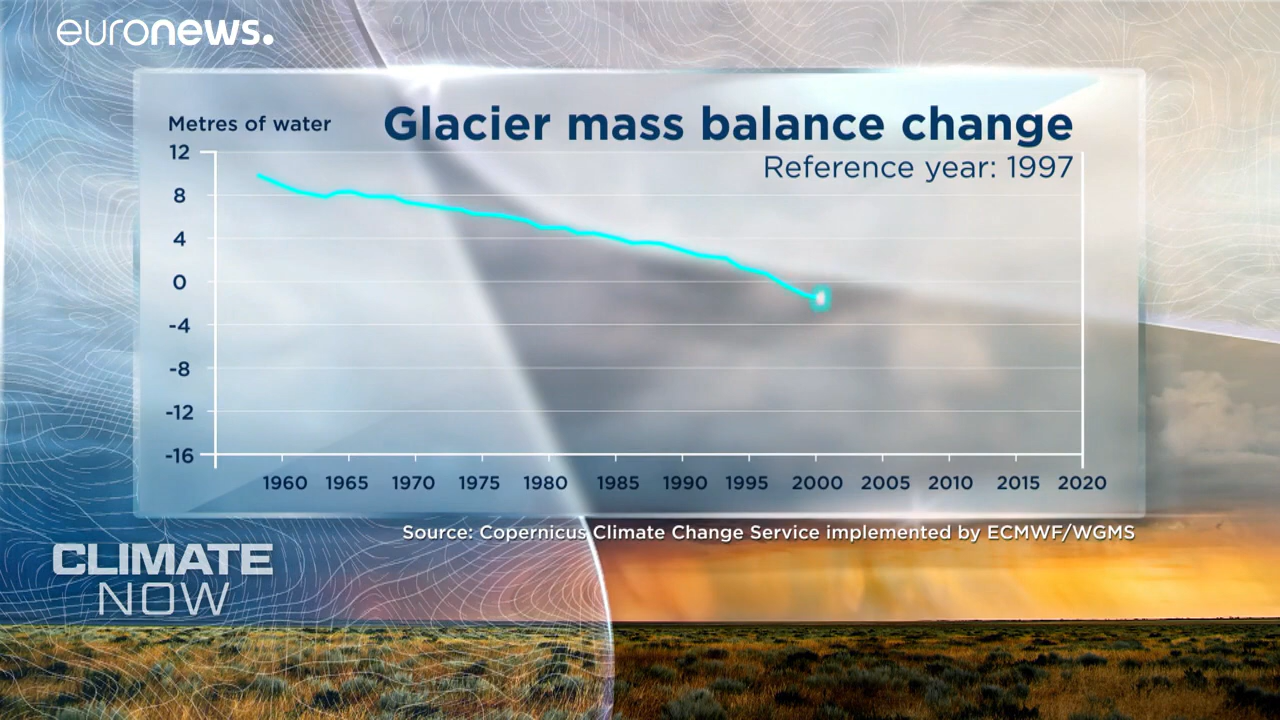 euronews.
Glacier mass balance change
Metres of water
Reference year: 1997
12
8
4
0
-4
-8
-12
-16
1960 1965 1970 1975 1980 1985 1990 1995 2000 2005 2010 2015 2020
Source: Copernicus Climate Change Service implemented by ECMWF/WGMS
CLIMATE
NOW